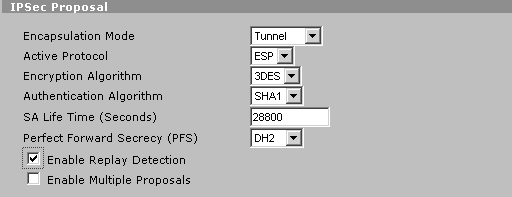 IPSec Proposal
Encapsulation Mode Tunnel
Active Protocol ESP
Encryption Algorithm 3DES
Authentication Algorithm SHA1
SA Life Time (Seconds) 28800
Perfect Forward Secrecy (PFS) DH2
Enable Replay Detection
Enable Multiple Proposals